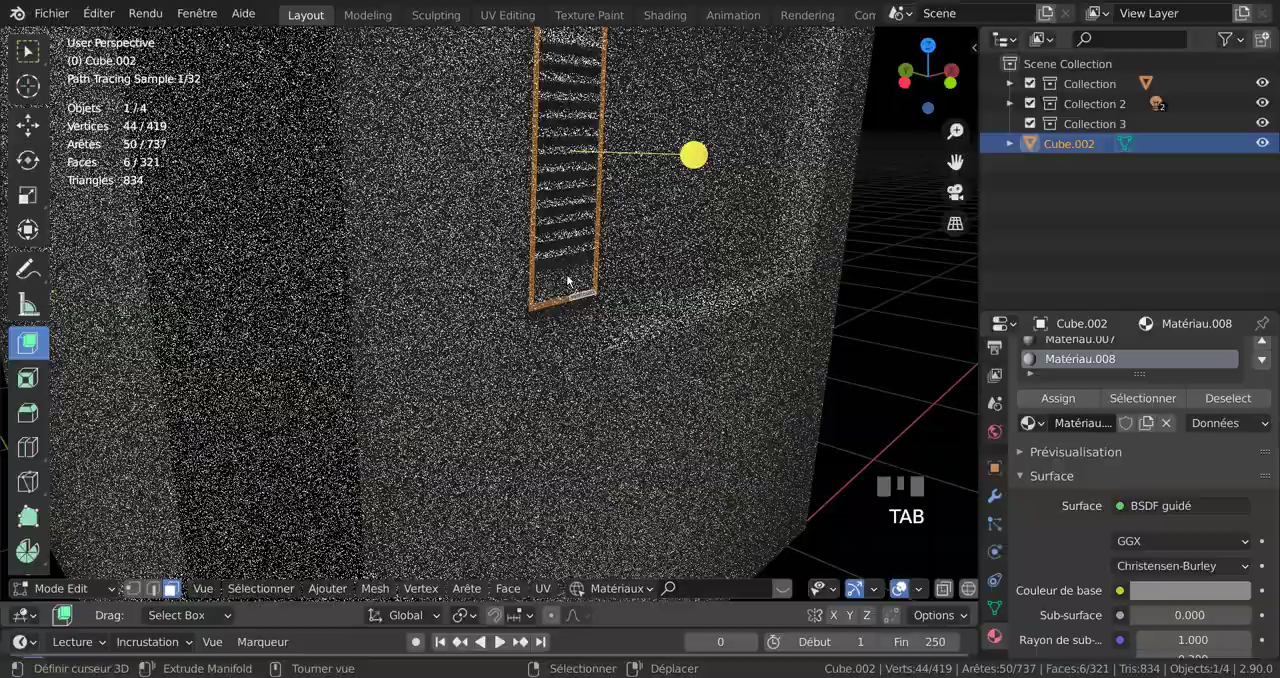 Fichier Éditer Rendu Fenêtre Aide Layout Modeling Sculpting UV Editing Texture Paint Shading Animation Rendering Con Scene View Layer
User Perspective
(0) Cube.002
Path Tracing Sample 1/32
Objets 1 / 4
Vertices 44 / 419
Arêtes 50 / 737
Faces 6 / 321
Triangles 834
Scene Collection
Collection
Collection 2 2
Collection 3
Cube.002
Cube.002 Matériau.008
Matériau.007
Matériau.008
Assign Sélectionner Deselect
Matériau.... Données
Prévisualisation
Surface
Surface BSDF guidé
GGX
Christensen-Burley
Couleur de base
Sub-surface 0.000
Rayon de sub-... 1.000
TAB
Mode Edit Vue Sélectionner Ajouter Mesh Vertex Arête Face UV Matériaux
Drag: Select Box Global X Y Z Options
Lecture Incrustation Vue Marqueur 0 Début 1 Fin 250
Définir curseur 3D Extrude Manifold Tourner vue Sélectionner Déplacer Cube.002 | Verts:44/419 | Arêtes:50/737 | Faces:6/321 | Tris:834 | Objects:1/4 | 2.90.0